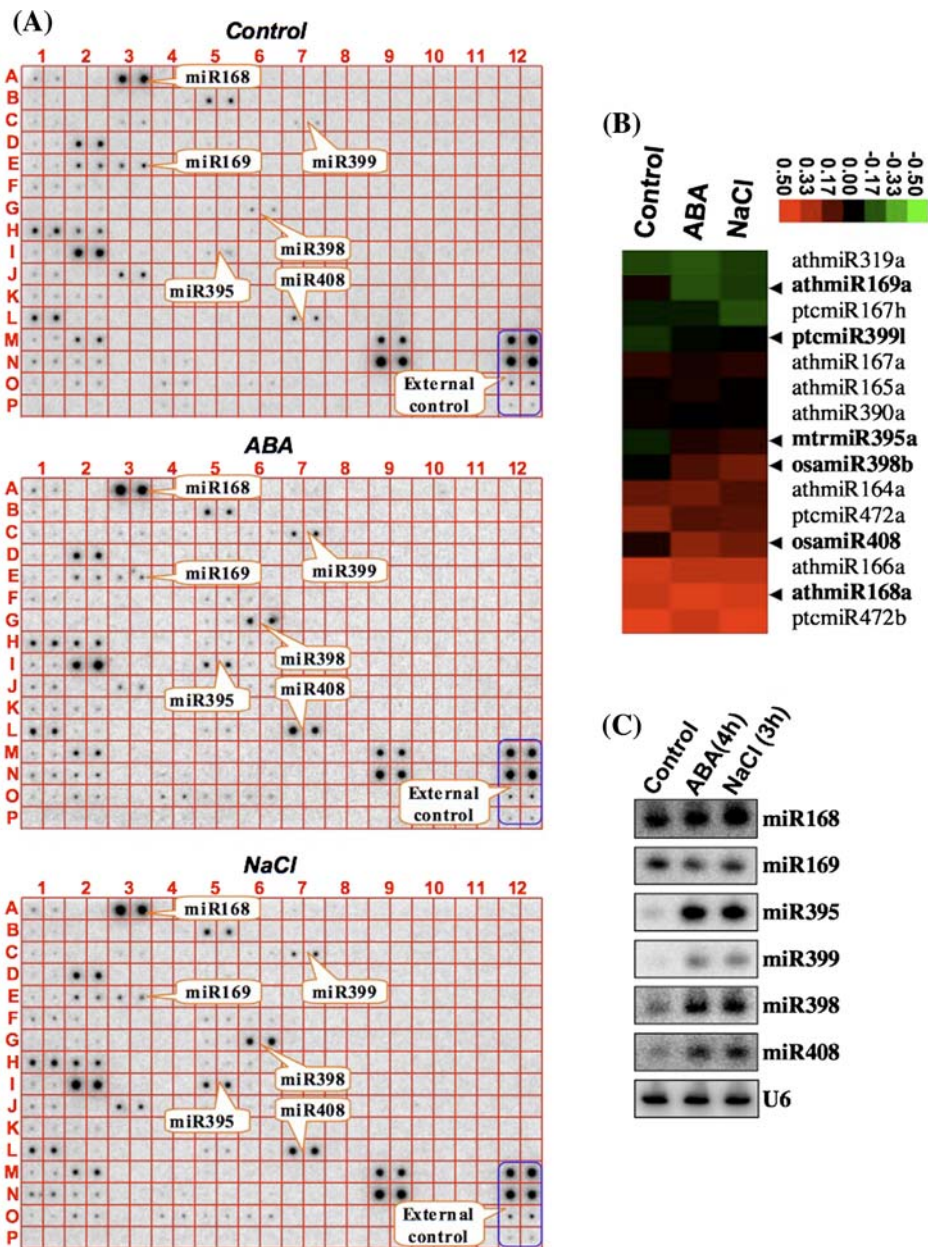 (A)
Control
1 2 3 4 5 6 7 8 9 10 11 12
A
B
C
D
E
F
G
H
I
J
K
L
M
N
O
P
miR168
miR399
miR169
miR398
miR408
miR395
External
control
ABA
1 2 3 4 5 6 7 8 9 10 11 12
A
B
C
D
E
F
G
H
I
J
K
L
M
N
O
P
miR168
miR399
miR169
miR398
miR408
miR395
External
control
NaCl
1 2 3 4 5 6 7 8 9 10 11 12
A
B
C
D
E
F
G
H
I
J
K
L
M
N
O
P
miR168
miR169
miR399
miR398
miR408
miR395
External
control
(B)
Control ABA NaCl
0.50 0.33 0.17 0.00 -0.17 -0.33 -0.50
athmiR319a
athmiR169a
ptcmiR167h
ptcmiR399l
athmiR167a
athmiR165a
athmiR390a
mtrmiR395a
osamiR398b
athmiR164a
ptcmiR472a
osamiR408
athmiR166a
athmiR168a
ptcmiR472b
(C)
Control ABA(4h) NaCl (3h)
miR168
miR169
miR395
miR399
miR398
miR408
U6